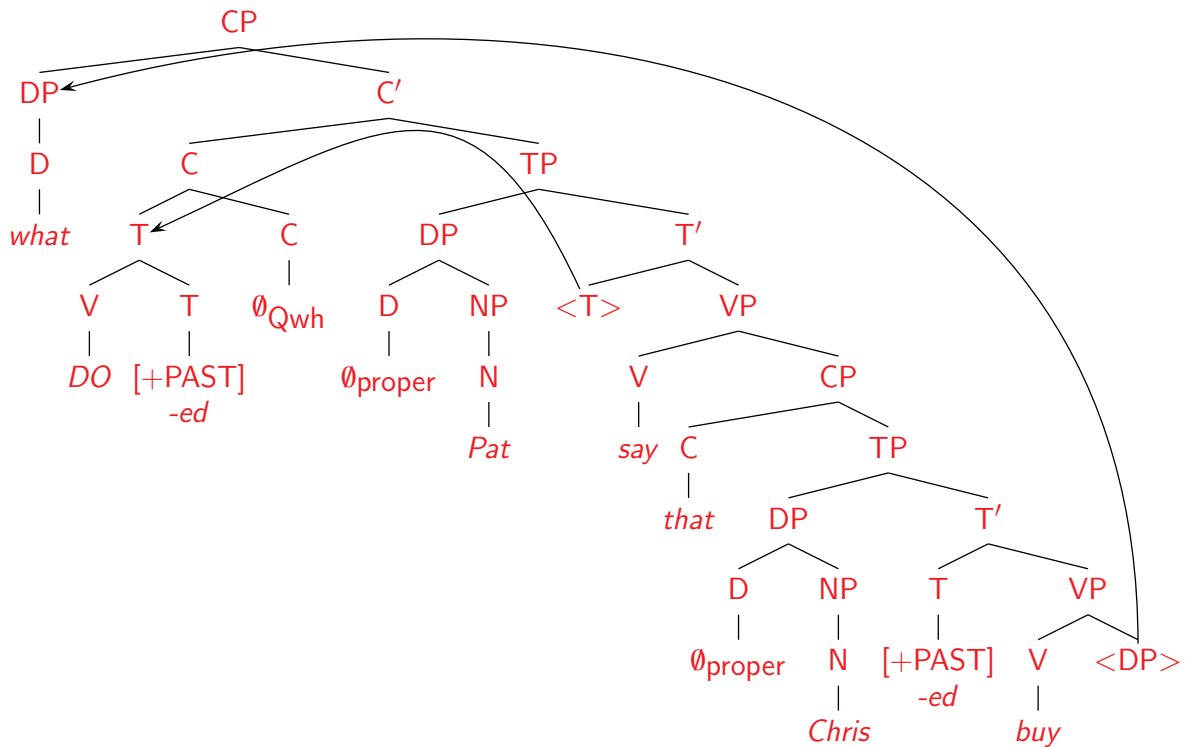 CP
DP C′
D C TP
what T C DP T′
V T ∅Qwh D NP <T> VP
DO [+PAST] ∅proper N V CP
-ed
Pat say C TP
that DP T′
D NP T VP
∅proper N [+PAST] V <DP>
-ed
Chris buy